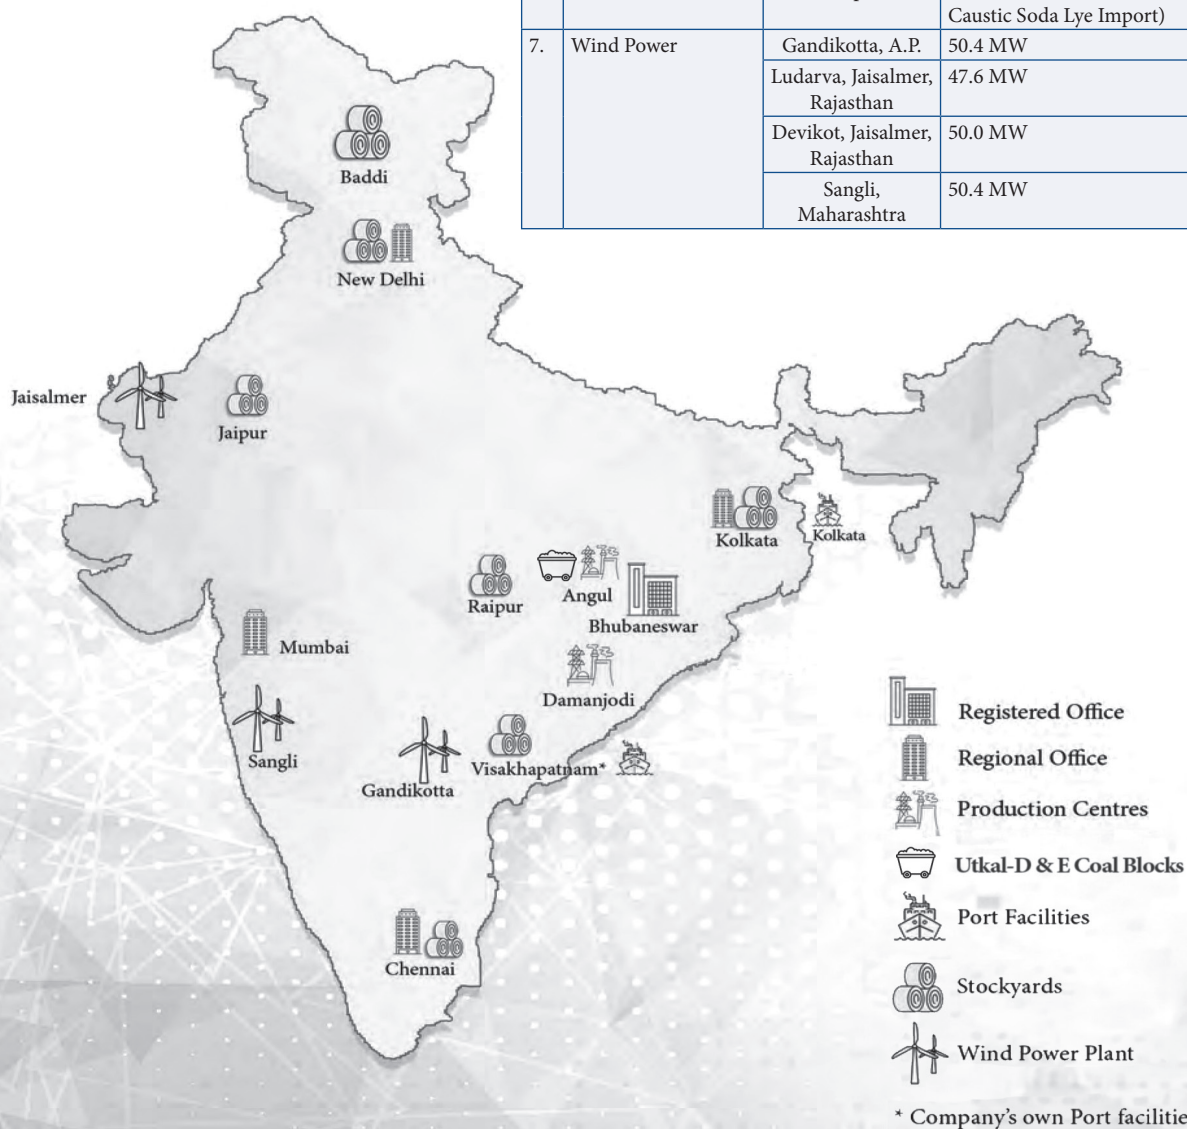 Caustic Soda Lye Import)
7. Wind Power Gandikotta, A.P. 50.4 MW
Ludarva, Jaisalmer, 47.6 MW
Rajasthan
Devikot, Jaisalmer, 50.0 MW
Rajasthan
Sangli, 50.4 MW
Maharashtra
Baddi
New Delhi
Jaisalmer
Jaipur
Kolkata
Kolkata
Raipur
Angul
Bhubaneswar
Mumbai
Damanjodi
Sangli
Visakhapatnam*
Gandikotta
Chennai
Registered Office
Regional Office
Production Centres
Utkal-D & E Coal Blocks
Port Facilities
Stockyards
Wind Power Plant
* Company's own Port facilitie